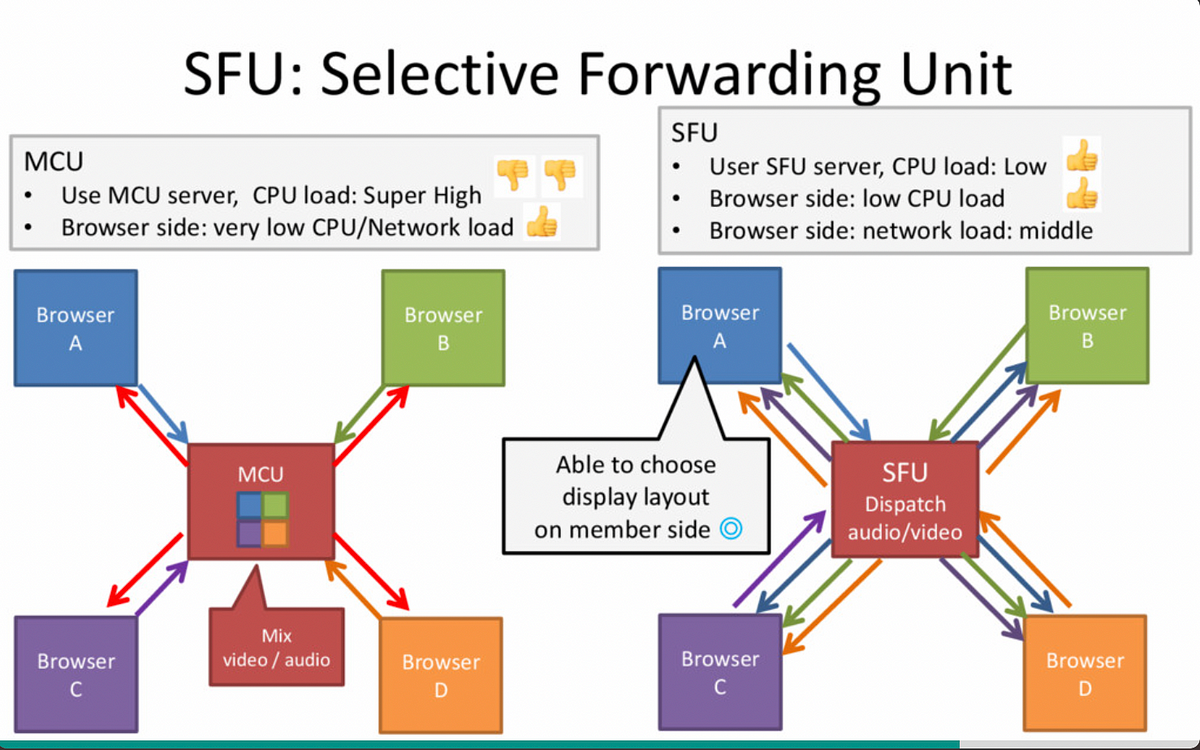 SFU: Selective Forwarding Unit
MCU
• Use MCU server, CPU load: Super High
• Browser side: very low CPU/Network load
SFU
• User SFU server, CPU load: Low
• Browser side: low CPU load
• Browser side: network load: middle
Browser
A
Browser
B
MCU
Mix
video / audio
Browser
C
Browser
D
Browser
A
Browser
B
Able to choose
display layout
on member side ◎
SFU
Dispatch
audio/video
Browser
C
Browser
D